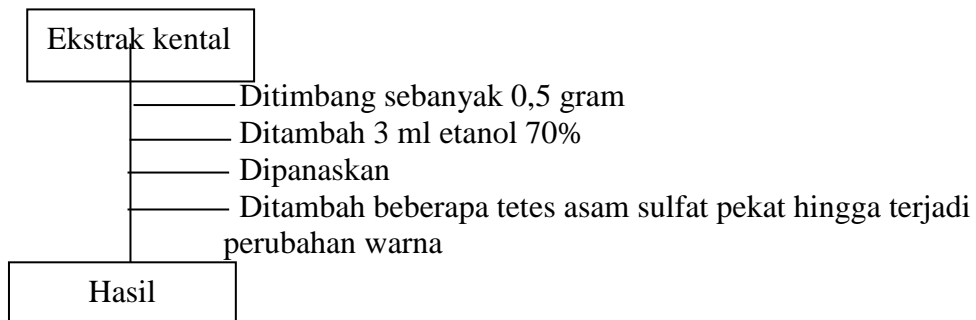 Ekstrak kental
Ditimbang sebanyak 0,5 gram
Ditambah 3 ml etanol 70%
Dipanaskan
Ditambah beberapa tetes asam sulfat pekat hingga terjadi
perubahan warna
Hasil